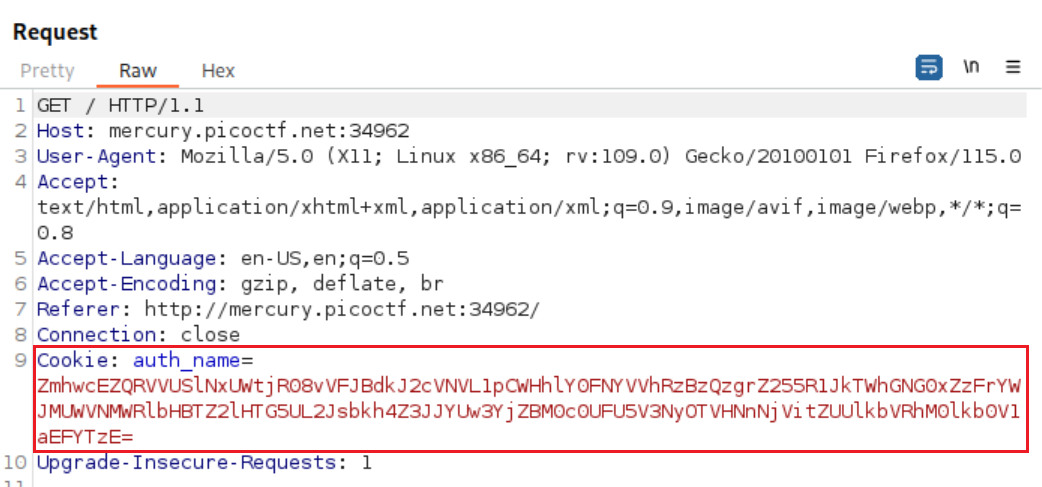 Request
Pretty Raw Hex
\n
1 GET / HTTP/1.1
2 Host: mercury.picoctf.net:34962
3 User-Agent: Mozilla/5.0 (X11; Linux x86_64; rv:109.0) Gecko/20100101 Firefox/115.0
4 Accept:
text/html,application/xhtml+xml,application/xml;q=0.9,image/avif,image/webp,*/*;q=
0.8
5 Accept-Language: en-US,en;q=0.5
6 Accept-Encoding: gzip, deflate, br
7 Referer: http://mercury.picoctf.net:34962/
8 Connection: close
9 Cookie: auth_name=
ZmhwcEZQRVVUSlNxUWtjR08vVFJBdkJ2cVNVL1pCWHhlY0FNYVVhRzBzQzgrZ255R1JkTWhGNG0xZzFrYW
JMUWVNMWRlbHBTZ2lHTG5UL2Jsbkh4Z3JJYUw3YjZBM0c0UFU5V3NyOTVHNnNjVitZUUlkbVRhM0lkb0V1
aEFYTzE=
10 Upgrade-Insecure-Requests: 1
11